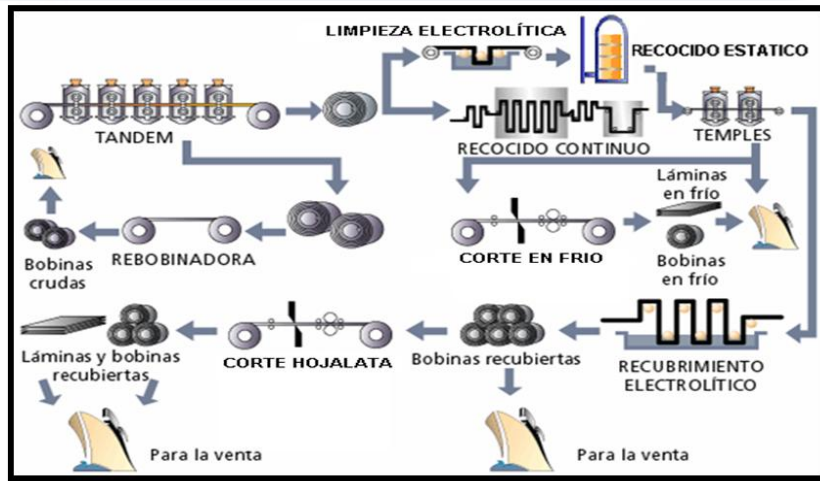 LIMPIEZA ELECTROLÍTICA
RECOCIDO ESTATICO
TANDEM
RECOCIDO CONTINUO
TEMPLES
Láminas
en frío
Bobinas
crudas
REBOBINADORA
CORTE EN FRIO
Bobinas
en frío
Láminas y bobinas
recubiertas
CORTE HOJALATA
Bobinas recubiertas
RECUBRIMIENTO
ELECTROLÍTICO
Para la venta
Para la venta